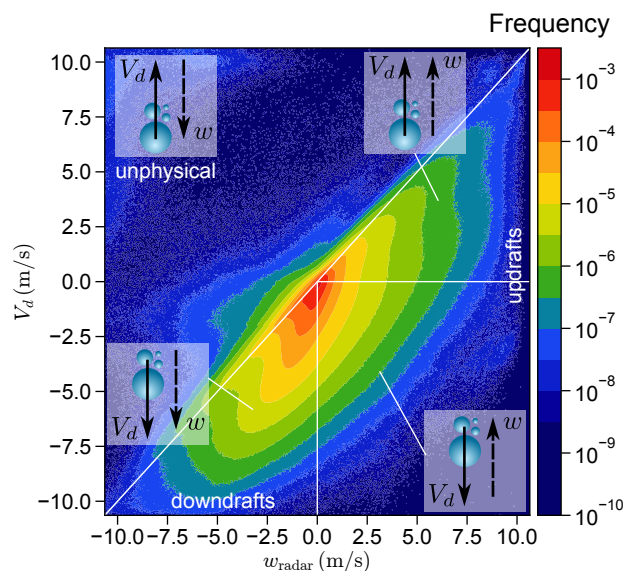 Frequency
10.0
7.5
5.0
2.5
0.0
−2.5
−5.0
−7.5
−10.0
V_d (m/s)
V_d
w
unphysical
V_d
w
V_d
w
V_d
w
updrafts
downdrafts
−10.0
−7.5
−5.0
−2.5
0.0
2.5
5.0
7.5
10.0
w_radar (m/s)
10^−3
10^−4
10^−5
10^−6
10^−7
10^−8
10^−9
10^−10